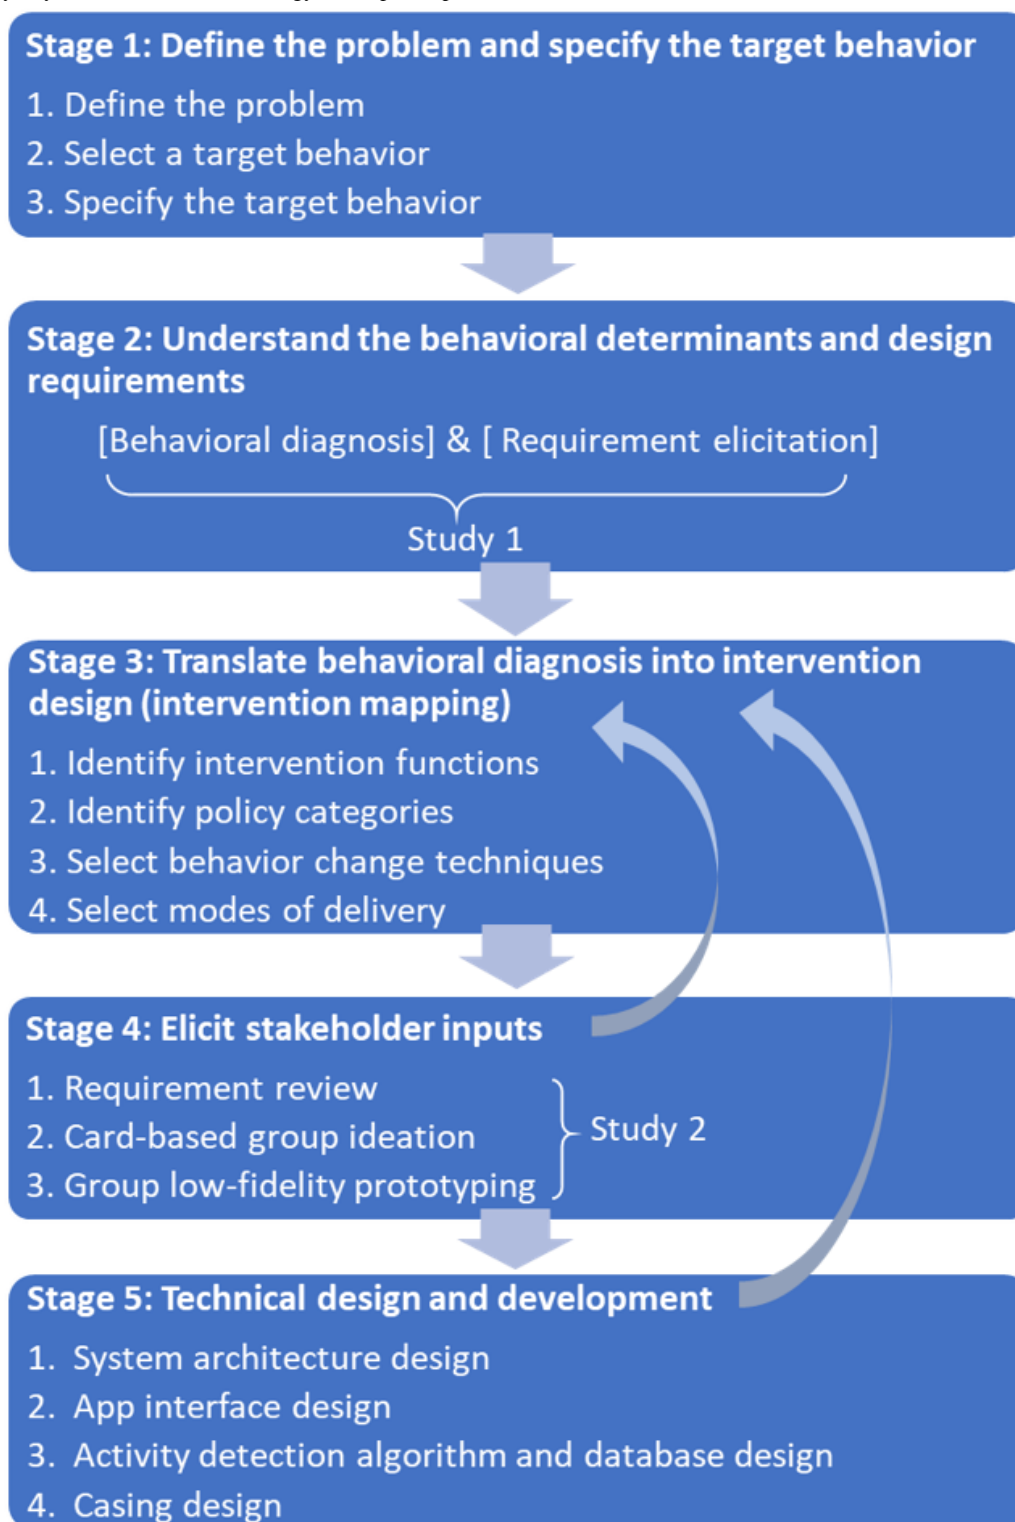 Stage 1: Define the problem and specify the target behavior
1. Define the problem
2. Select a target behavior
3. Specify the target behavior
Stage 2: Understand the behavioral determinants and design
requirements
[Behavioral diagnosis] & [ Requirement elicitation]
Study 1
Stage 3: Translate behavioral diagnosis into intervention
design (intervention mapping)
1. Identify intervention functions
2. Identify policy categories
3. Select behavior change techniques
4. Select modes of delivery
Stage 4: Elicit stakeholder inputs
1. Requirement review
2. Card-based group ideation
3. Group low-fidelity prototyping
Study 2
Stage 5: Technical design and development
1. System architecture design
2. App interface design
3. Activity detection algorithm and database design
4. Casing design